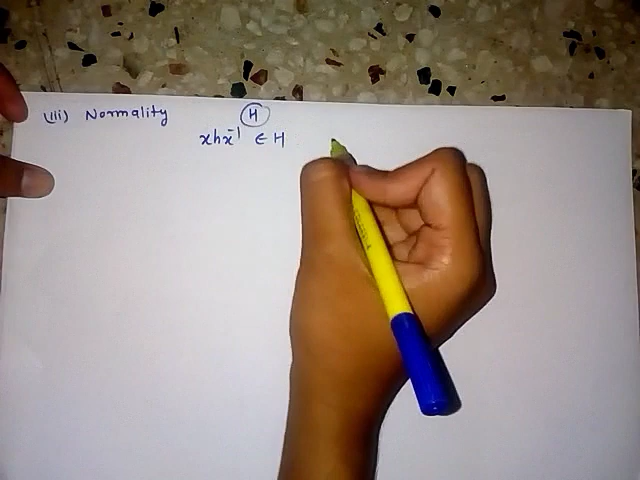 (iii) Normality H
xhx⁻¹ ∈ H